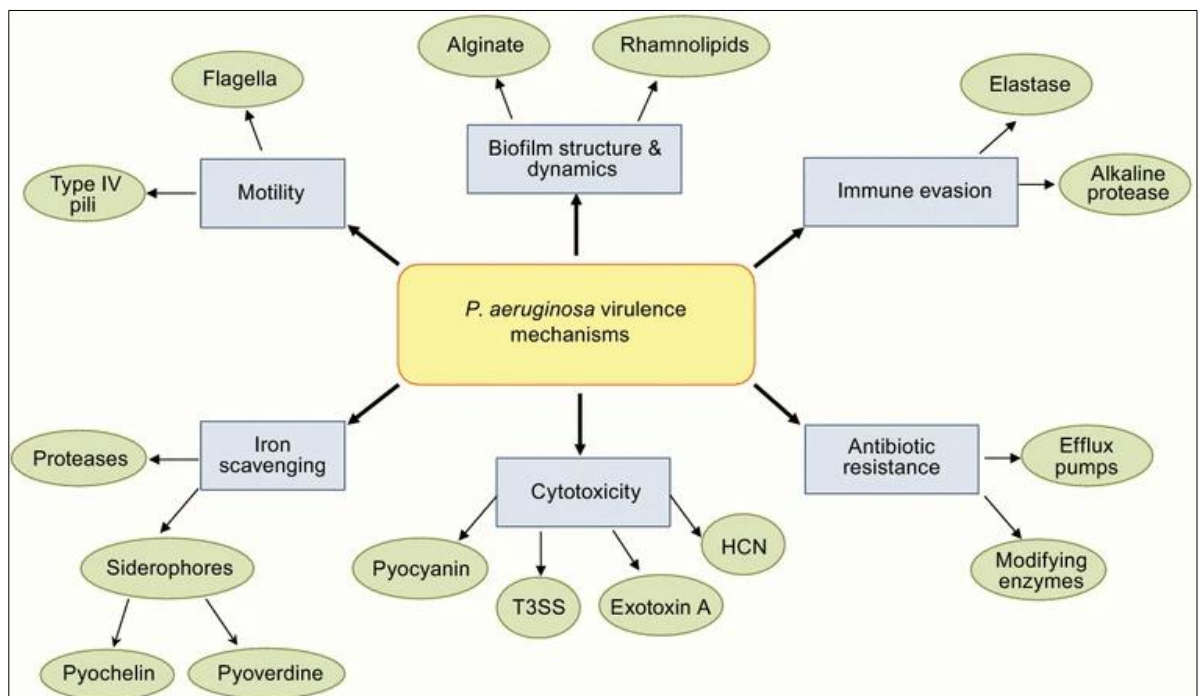 Alginate
Rhamnolipids
Flagella
Elastase
Biofilm structure &
dynamics
Type IV
pili
Motility
Immune evasion
Alkaline
protease
P. aeruginosa virulence
mechanisms
Proteases
Iron
scavenging
Cytotoxicity
Antibiotic
resistance
Efflux
pumps
Siderophores
Pyocyanin
T3SS
Exotoxin A
HCN
Modifying
enzymes
Pyochelin
Pyoverdine